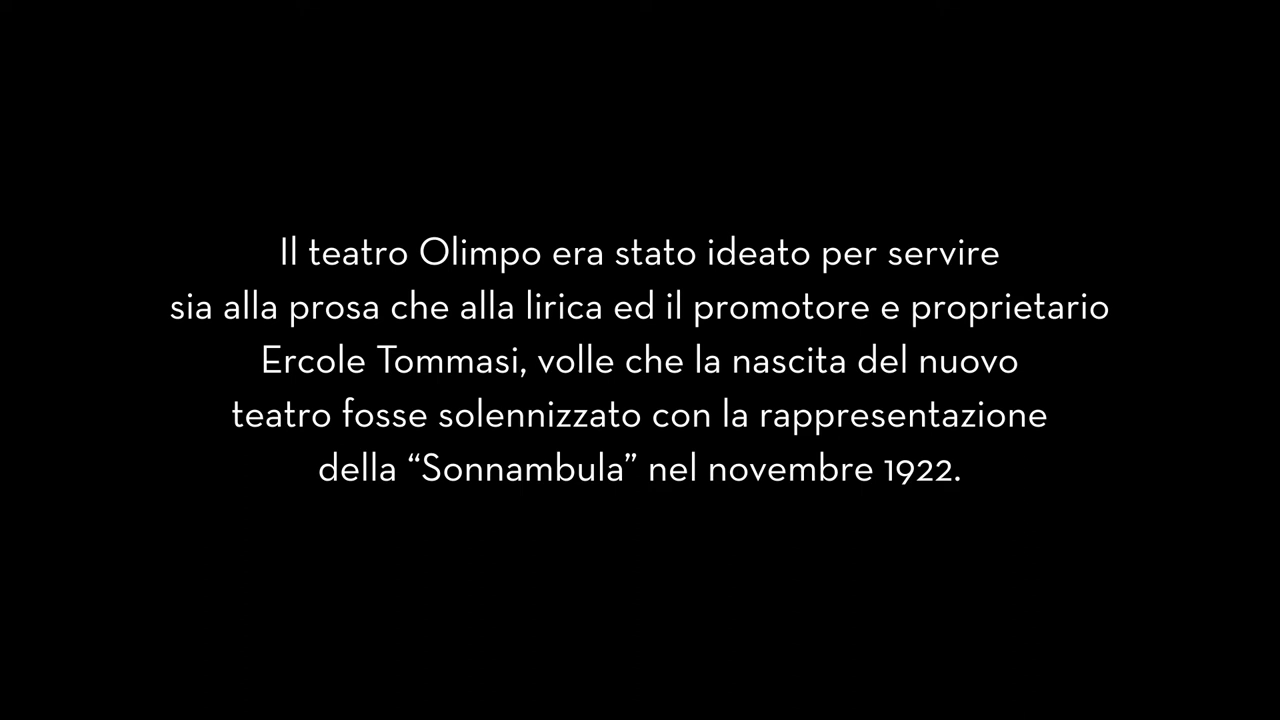 Il teatro Olimpo era stato ideato per servire
sia alla prosa che alla lirica ed il promotore e proprietario
Ercole Tommasi, volle che la nascita del nuovo
teatro fosse solennizzato con la rappresentazione
della “Sonnambula” nel novembre 1922.